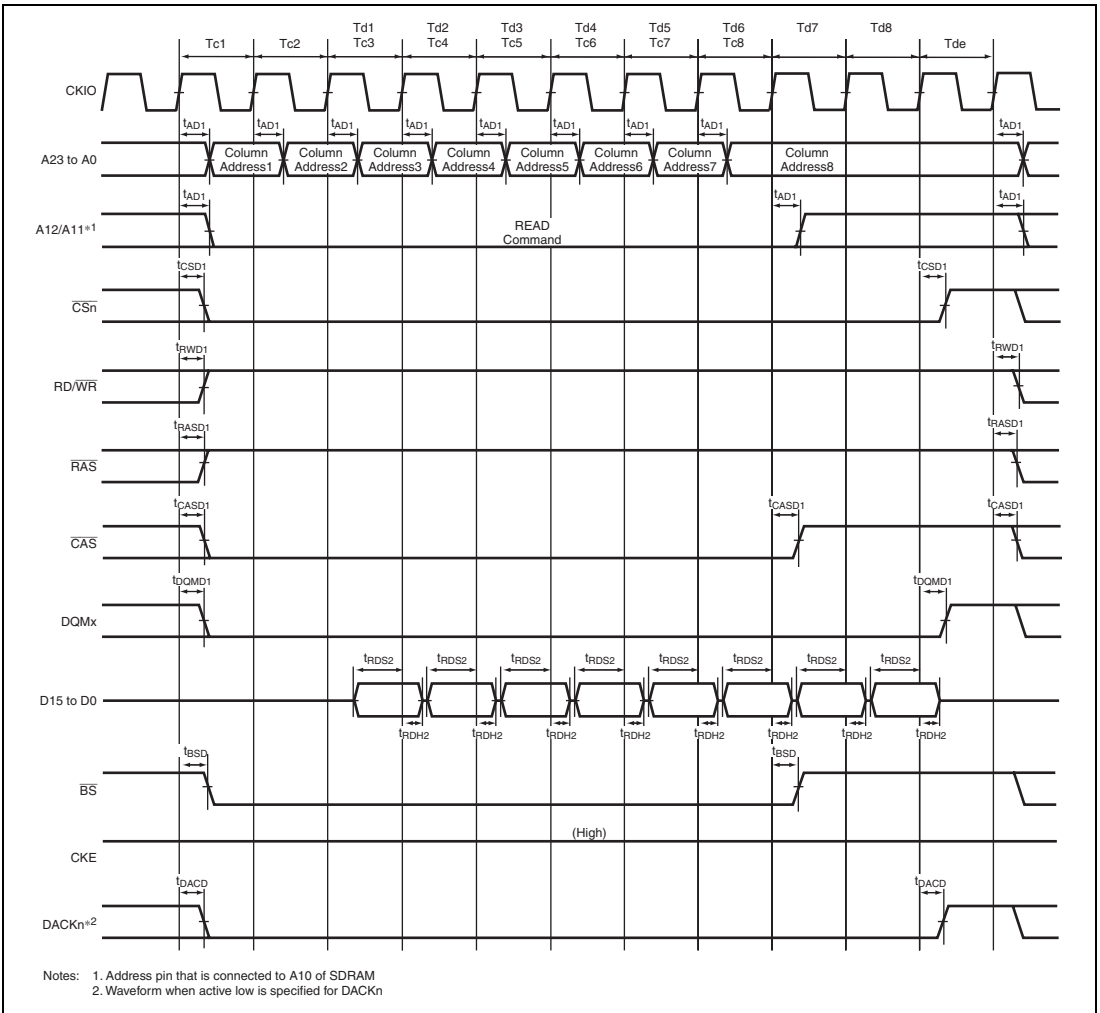 Td1 Td2 Td3 Td4 Td5 Td6 Td7 Td8
Tc1 Tc2 Tc3 Tc4 Tc5 Tc6 Tc7 Tc8 Tde
CKIO
tAD1 tAD1 tAD1 tAD1 tAD1 tAD1 tAD1 tAD1 tAD1
A23 to A0
Column Address1
Column Address2
Column Address3
Column Address4
Column Address5
Column Address6
Column Address7
Column Address8
tAD1 tAD1 tAD1
A12/A11*1
READ
Command
tCSD1 tCSD1
CSn
tRWD1 tRWD1
RD/WR
tRASD1 tRASD1
RAS
tCASD1 tCASD1 tCASD1
CAS
tDQMD1 tDQMD1
DQMx
tRDS2 tRDS2 tRDS2 tRDS2 tRDS2 tRDS2 tRDS2 tRDS2
D15 to D0
tRDH2 tRDH2 tRDH2 tRDH2 tRDH2 tRDH2 tRDH2 tRDH2
tBSD tBSD
BS
(High)
CKE
tDACD tDACD
DACKn*2
Notes: 1. Address pin that is connected to A10 of SDRAM
2. Waveform when active low is specified for DACKn